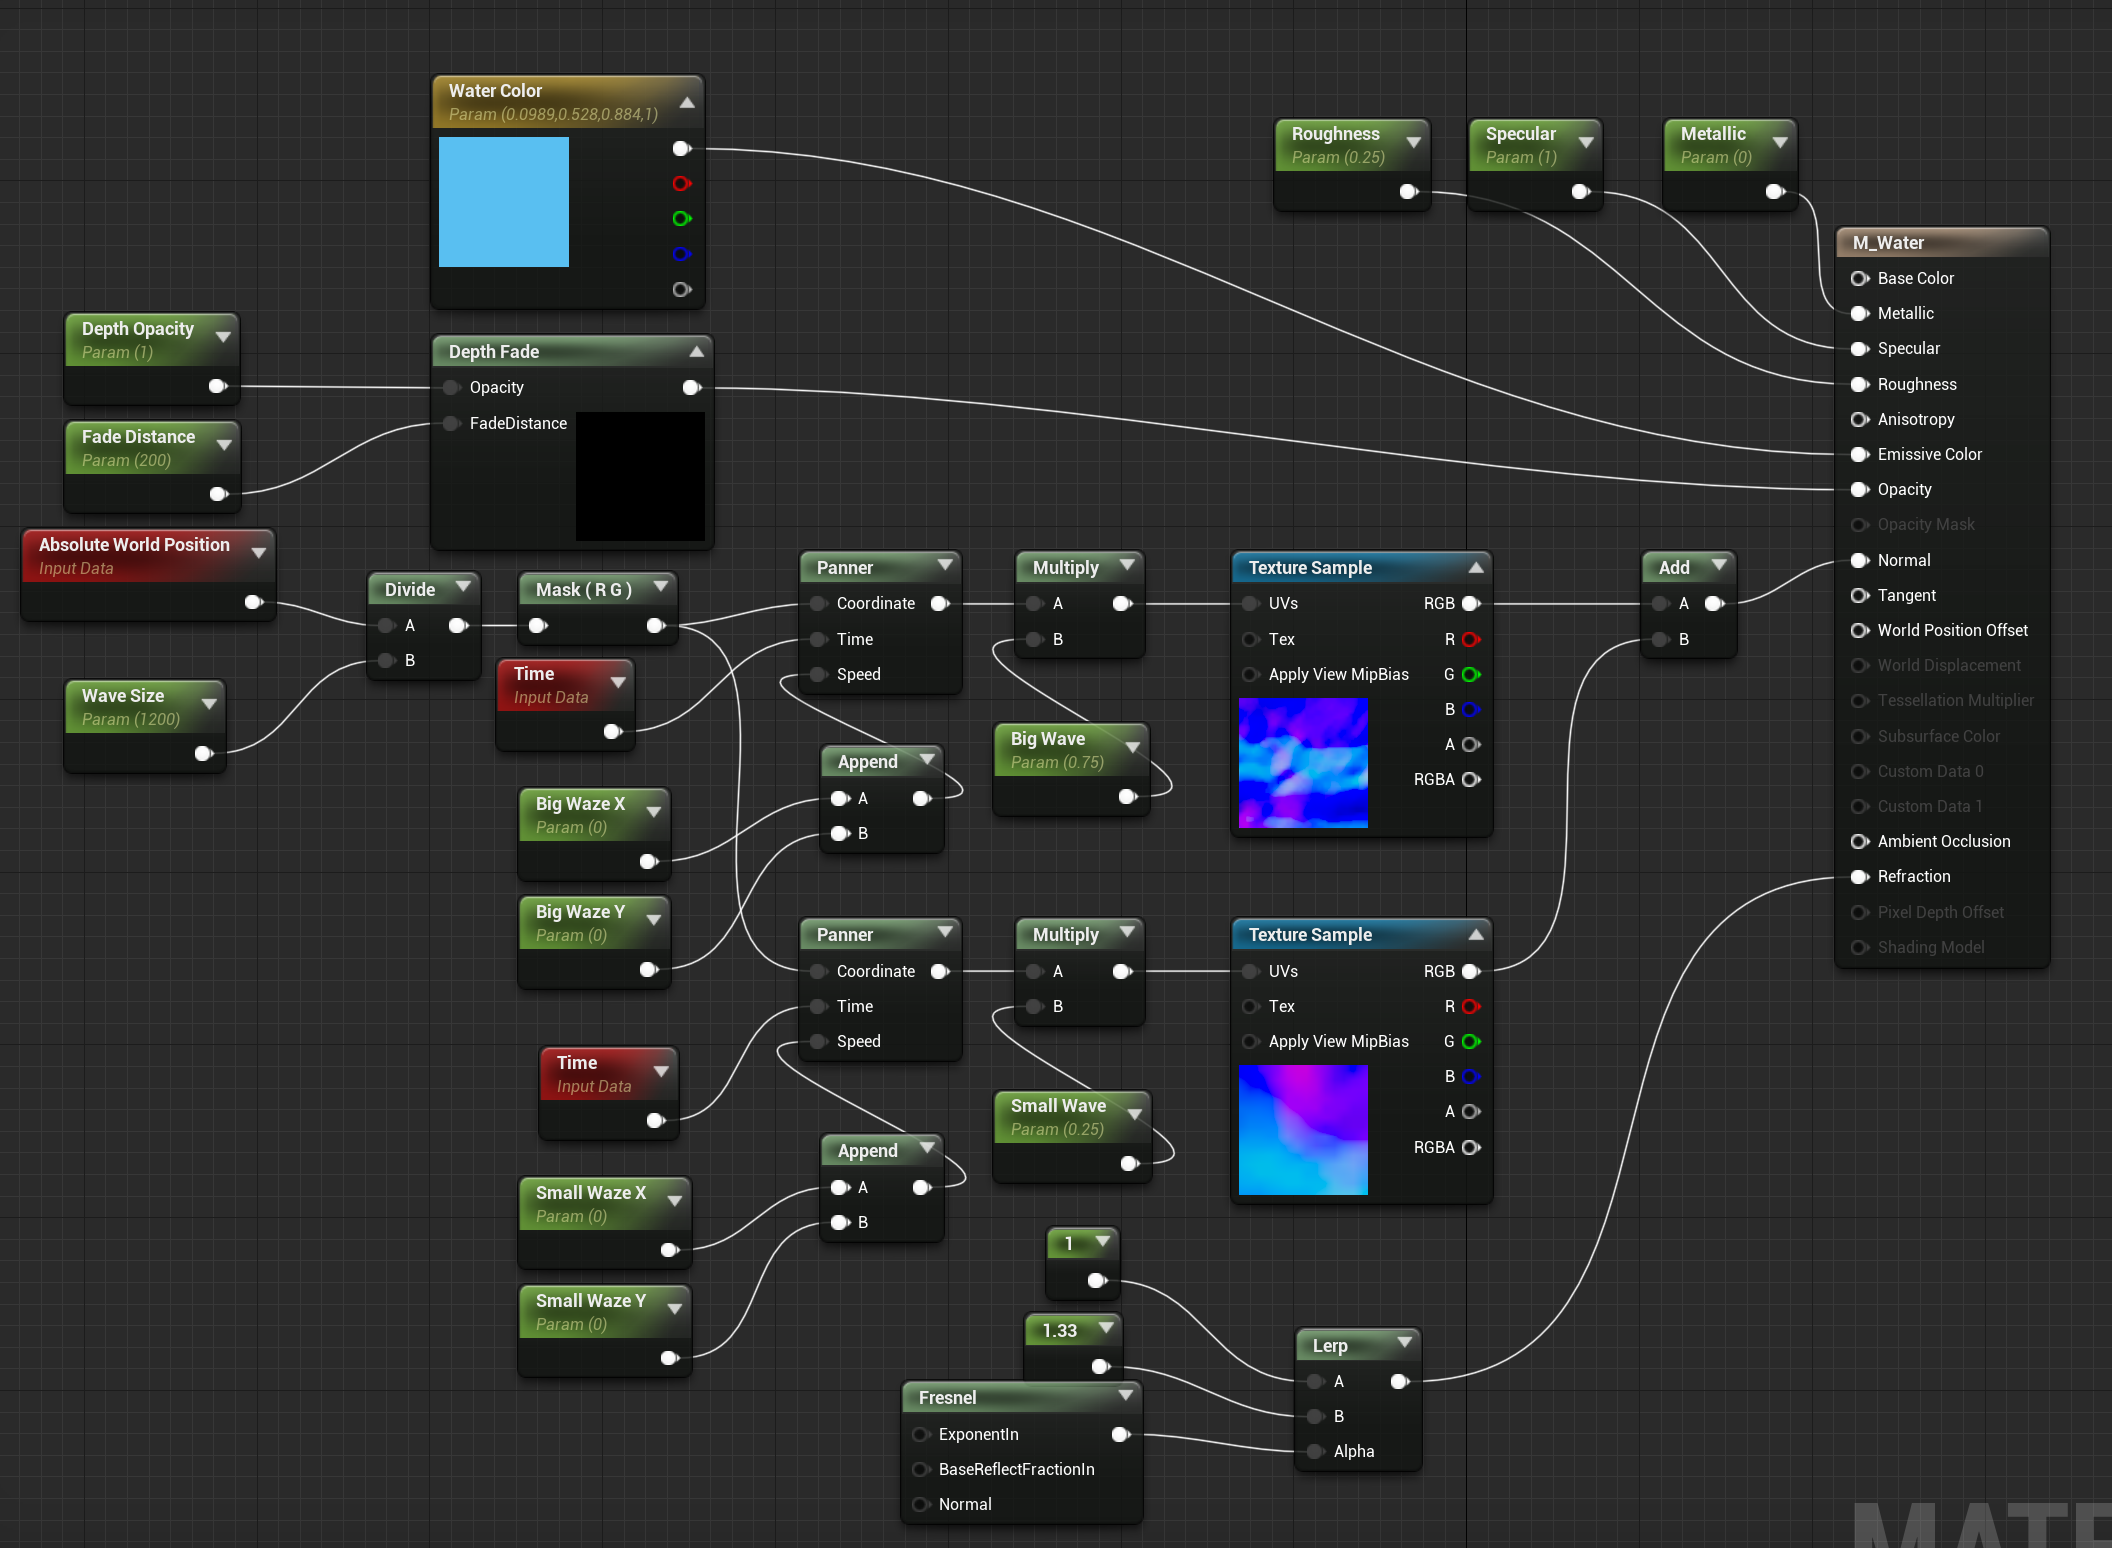 Water Color
Param (0.0989,0.528,0.884,1)
Roughness
Param (0.25)
Specular
Param (1)
Metallic
Param (0)
M_Water
Base Color
Metallic
Specular
Roughness
Anisotropy
Emissive Color
Opacity
Opacity Mask
Normal
Tangent
World Position Offset
World Displacement
Tessellation Multiplier
Subsurface Color
Custom Data 0
Custom Data 1
Ambient Occlusion
Refraction
Pixel Depth Offset
Shading Model
Depth Opacity
Param (1)
Depth Fade
Opacity
FadeDistance
Fade Distance
Param (200)
Absolute World Position
Input Data
Divide
A
B
Mask ( R G )
Wave Size
Param (1200)
Time
Input Data
Panner
Coordinate
Time
Speed
Multiply
A
B
Texture Sample
UVs
RGB
Tex
R
Apply View MipBias
G
B
A
RGBA
Add
A
B
Big Wave
Param (0.75)
Append
A
B
Big Waze X
Param (0)
Big Waze Y
Param (0)
Panner
Coordinate
Time
Speed
Multiply
A
B
Texture Sample
UVs
RGB
Tex
R
Apply View MipBias
G
B
A
RGBA
Time
Input Data
Small Wave
Param (0.25)
Append
A
B
Small Waze X
Param (0)
Small Waze Y
Param (0)
1
1.33
Lerp
A
B
Alpha
Fresnel
ExponentIn
BaseReflectFractionIn
Normal